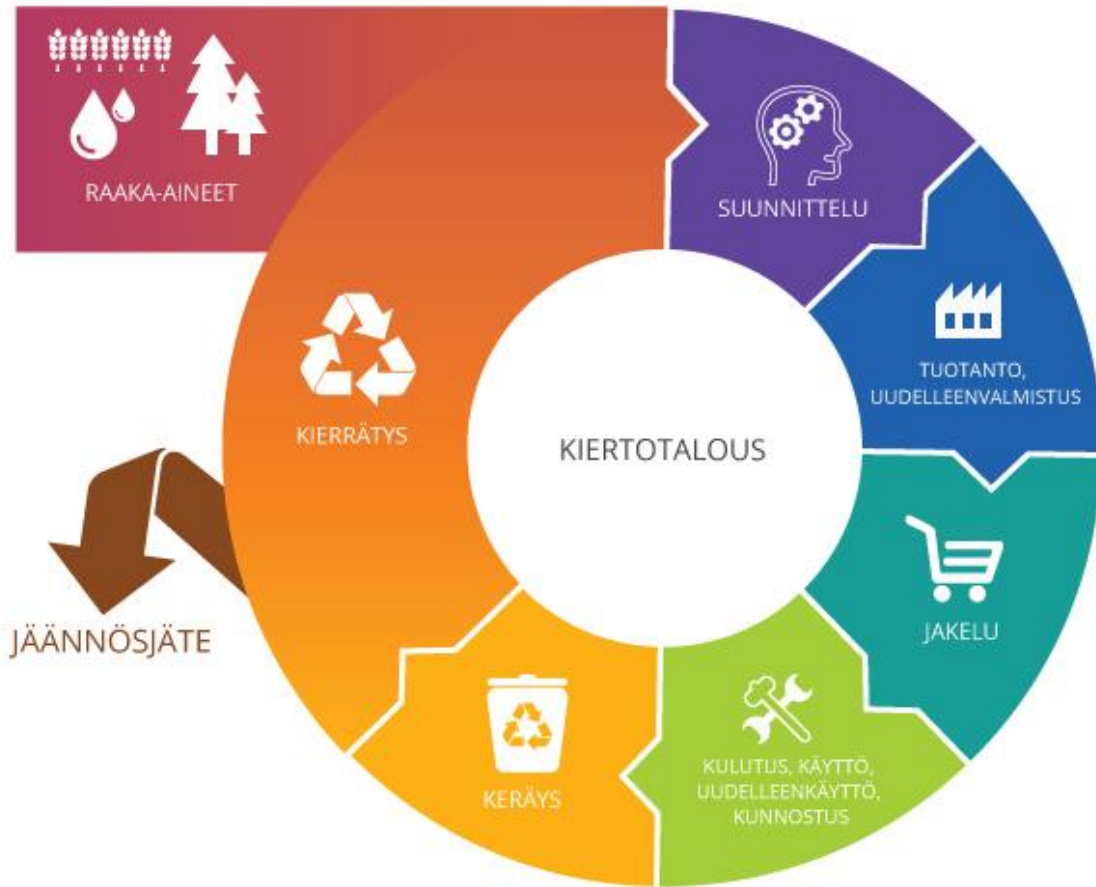 RAAKA-AINEET
SUUNNITTELU
TUOTANTO,
UUDELLEENVALMISTUS
JAKELU
KULUTUS, KÄYTTÖ,
UUDELLEENKÄYTTÖ,
KUNNOSTUS
KERÄYS
KIERRÄTYS
JÄÄNNÖSJÄTE
KIERTOTALOUS